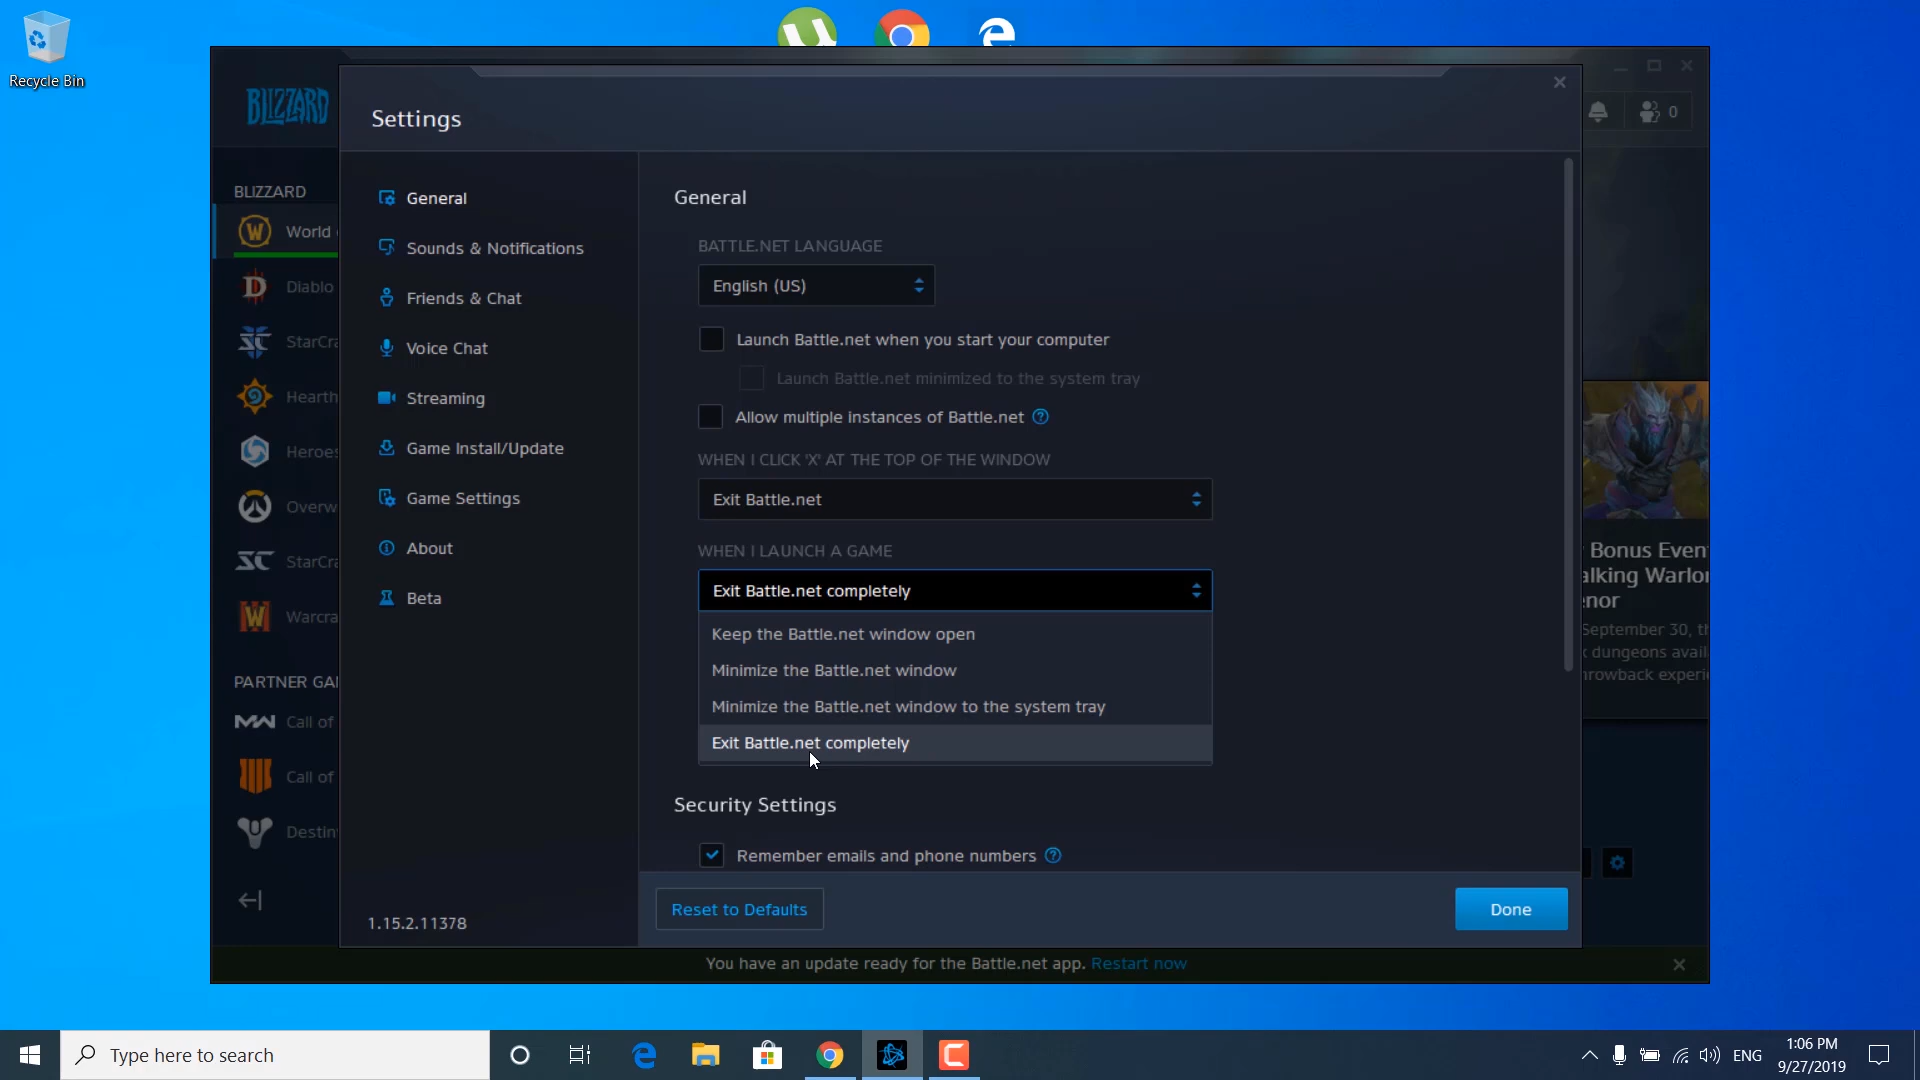 Recycle Bin
BLIZZARD
0
Settings
BLIZZARD
World
Diablo
StarCra
Hearth
Heroes
Overw
StarCra
Warcra
PARTNER GA
Call of
Call of
Destin
General
Sounds & Notifications
Friends & Chat
Voice Chat
Streaming
Game Install/Update
Game Settings
About
Beta
1.15.2.11378
General
BATTLE.NET LANGUAGE
English (US)
Launch Battle.net when you start your computer
Launch Battle.net minimized to the system tray
Allow multiple instances of Battle.net
WHEN I CLICK 'X' AT THE TOP OF THE WINDOW
Exit Battle.net
WHEN I LAUNCH A GAME
Exit Battle.net completely
Keep the Battle.net window open
Minimize the Battle.net window
Minimize the Battle.net window to the system tray
Exit Battle.net completely
Security Settings
Remember emails and phone numbers
Reset to Defaults
Done
Bonus Even
alking Warlo
enor
September 30, th
k dungeons avail
hrowback experi
You have an update ready for the Battle.net app. Restart now
Type here to search
ENG
1:06 PM
9/27/2019